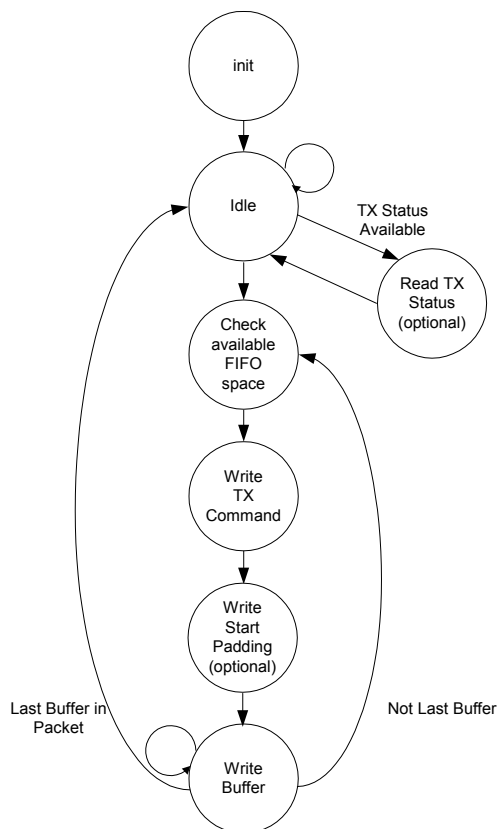 init
Idle
TX Status
Available
Read TX
Status
(optional)
Check
available
FIFO
space
Write
TX
Command
Write
Start
Padding
(optional)
Last Buffer in
Packet
Not Last Buffer
Write
Buffer